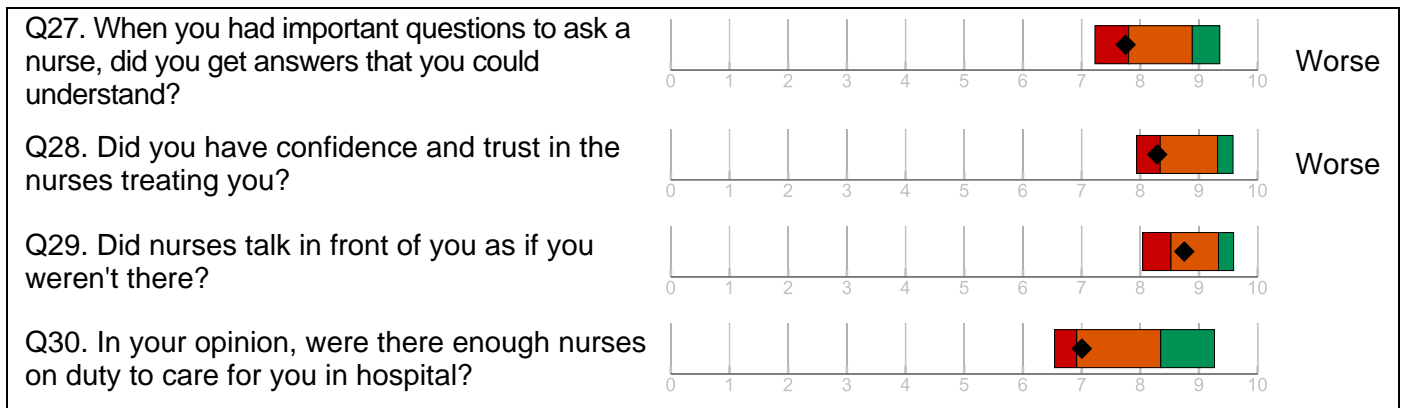 Q27. When you had important questions to ask a
nurse, did you get answers that you could
understand?
0 1 2 3 4 5 6 7 8 9 10
Worse
Q28. Did you have confidence and trust in the
nurses treating you?
0 1 2 3 4 5 6 7 8 9 10
Worse
Q29. Did nurses talk in front of you as if you
weren't there?
0 1 2 3 4 5 6 7 8 9 10
Q30. In your opinion, were there enough nurses
on duty to care for you in hospital?
0 1 2 3 4 5 6 7 8 9 10